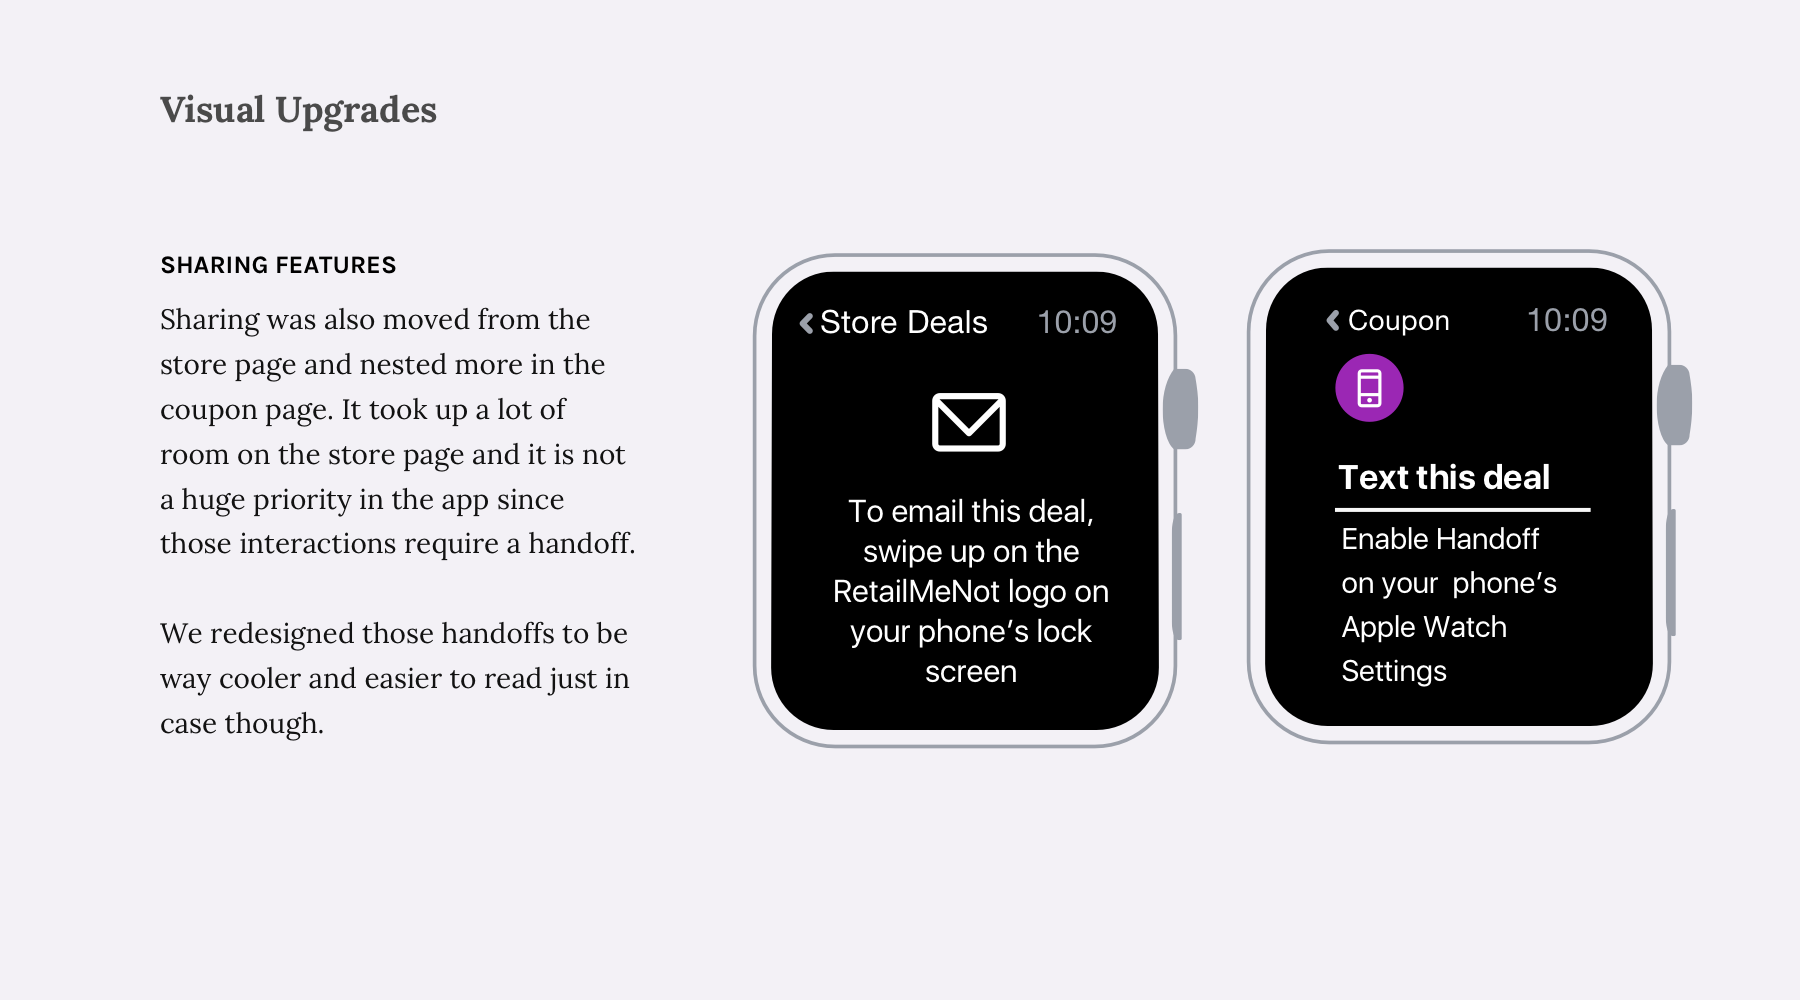 Visual Upgrades
SHARING FEATURES
Sharing was also moved from the
store page and nested more in the
coupon page. It took up a lot of
room on the store page and it is not
a huge priority in the app since
those interactions require a handoff.
We redesigned those handoffs to be
way cooler and easier to read just in
case though.
Store Deals 10:09
To email this deal,
swipe up on the
RetailMeNot logo on
your phone’s lock
screen
Coupon 10:09
Text this deal
Enable Handoff
on your  phone’s
Apple Watch
Settings